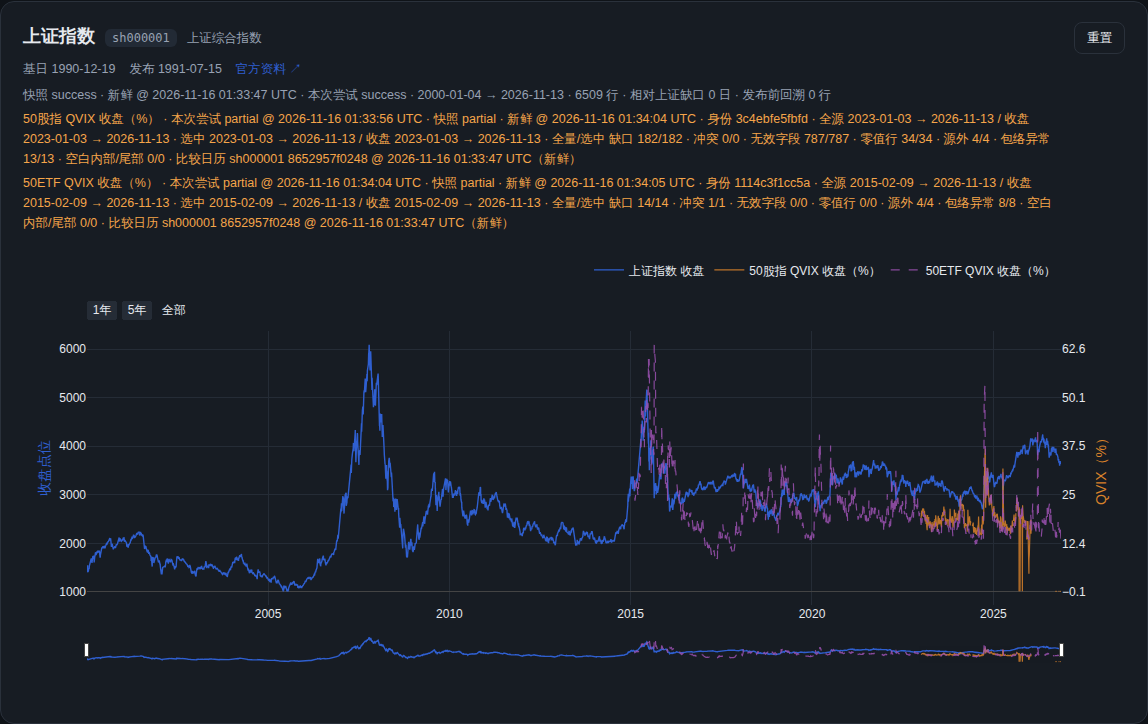 上证指数 sh000001 上证综合指数 重置
基日 1990-12-19 发布 1991-07-15 官方资料 ↗
快照 success · 新鲜 @ 2026-11-16 01:33:47 UTC · 本次尝试 success · 2000-01-04 → 2026-11-13 · 6509 行 · 相对上证缺口 0 日 · 发布前回溯 0 行
50股指 QVIX 收盘（%） · 本次尝试 partial @ 2026-11-16 01:33:56 UTC · 快照 partial · 新鲜 @ 2026-11-16 01:34:04 UTC · 身份 3c4ebfe5fbfd · 全源 2023-01-03 → 2026-11-13 / 收盘
2023-01-03 → 2026-11-13 · 选中 2023-01-03 → 2026-11-13 / 收盘 2023-01-03 → 2026-11-13 · 全量/选中 缺口 182/182 · 冲突 0/0 · 无效字段 787/787 · 零值行 34/34 · 源外 4/4 · 包络异常
13/13 · 空白内部/尾部 0/0 · 比较日历 sh000001 8652957f0248 @ 2026-11-16 01:33:47 UTC（新鲜）
50ETF QVIX 收盘（%） · 本次尝试 partial @ 2026-11-16 01:34:04 UTC · 快照 partial · 新鲜 @ 2026-11-16 01:34:05 UTC · 身份 1114c3f1cc5a · 全源 2015-02-09 → 2026-11-13 / 收盘
2015-02-09 → 2026-11-13 · 选中 2015-02-09 → 2026-11-13 / 收盘 2015-02-09 → 2026-11-13 · 全量/选中 缺口 14/14 · 冲突 1/1 · 无效字段 0/0 · 零值行 0/0 · 源外 4/4 · 包络异常 8/8 · 空白
内部/尾部 0/0 · 比较日历 sh000001 8652957f0248 @ 2026-11-16 01:33:47 UTC（新鲜）
上证指数 收盘 50股指 QVIX 收盘（%） 50ETF QVIX 收盘（%）
1年 5年 全部
6000 62.6
5000 50.1
4000 37.5
收盘点位 QVIX（%）
3000 25
2000 12.4
1000 −0.1
2005 2010 2015 2020 2025